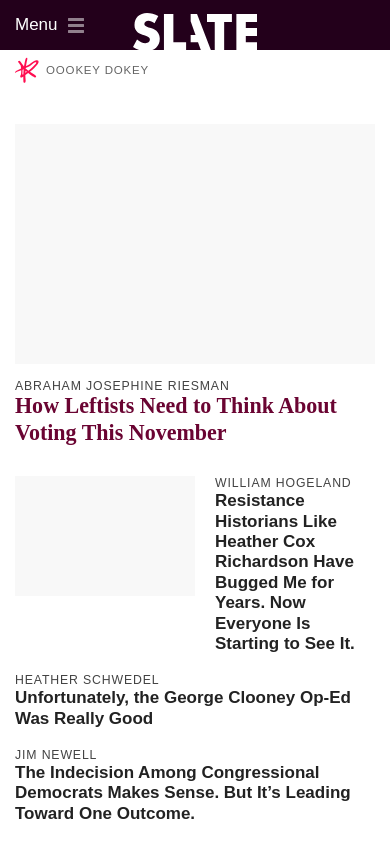 Menu
SLATE
OOOKEY DOKEY
ABRAHAM JOSEPHINE RIESMAN
How Leftists Need to Think About
Voting This November
WILLIAM HOGELAND
Resistance
Historians Like
Heather Cox
Richardson Have
Bugged Me for
Years. Now
Everyone Is
Starting to See It.
HEATHER SCHWEDEL
Unfortunately, the George Clooney Op-Ed
Was Really Good
JIM NEWELL
The Indecision Among Congressional
Democrats Makes Sense. But It’s Leading
Toward One Outcome.